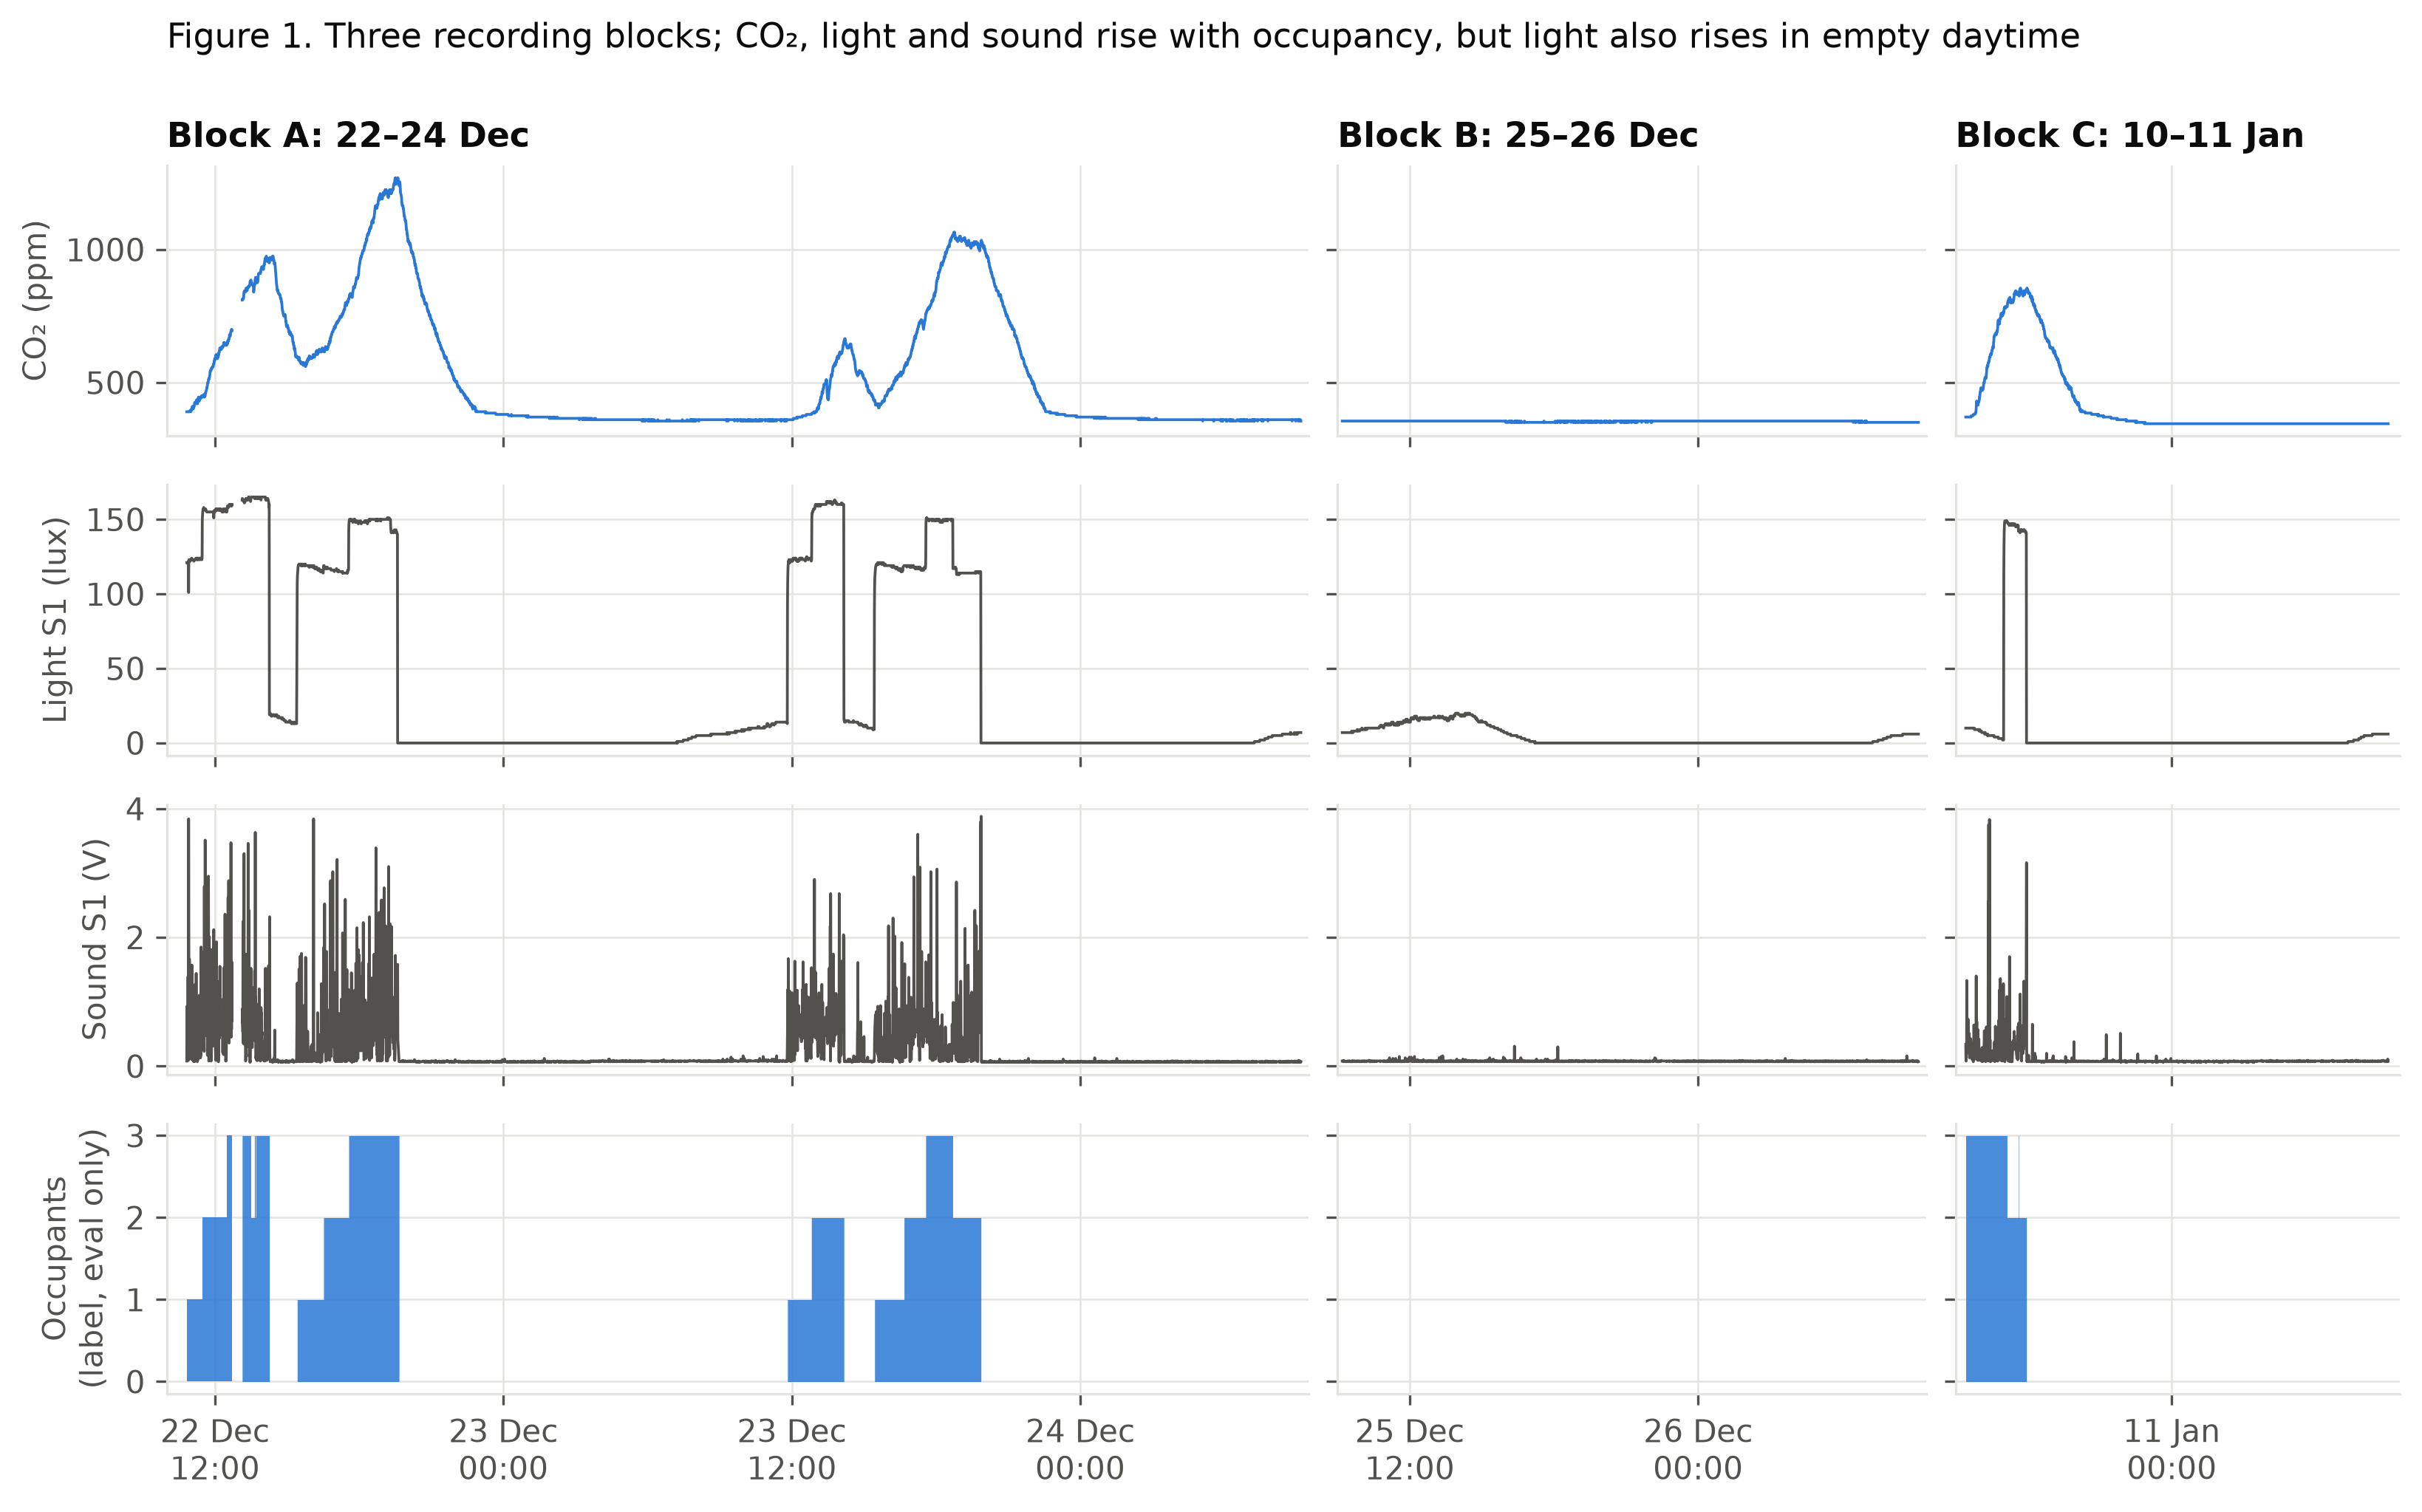 Figure 1. Three recording blocks; CO₂, light and sound rise with occupancy, but light also rises in empty daytime
Block A: 22–24 Dec
Block B: 25–26 Dec
Block C: 10–11 Jan
CO₂ (ppm)
1000
500
Light S1 (lux)
150
100
50
0
Sound S1 (V)
4
2
0
Occupants
(label, eval only)
3
2
1
0
22 Dec
12:00
23 Dec
00:00
23 Dec
12:00
24 Dec
00:00
25 Dec
12:00
26 Dec
00:00
11 Jan
00:00